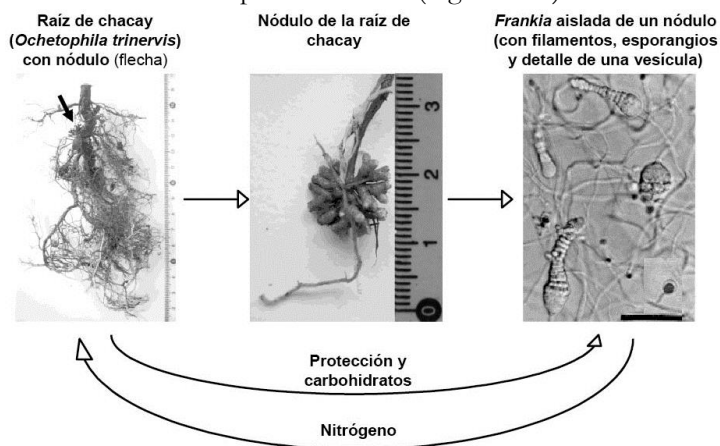 Raíz de chacay
(Ochetophila trinervis)
con nódulo (flecha)
Nódulo de la raíz de
chacay
Frankia aislada de un nódulo
(con filamentos, esporangios
y detalle de una vesícula)
3
2
1
0
Protección y
carbohidratos
Nitrógeno